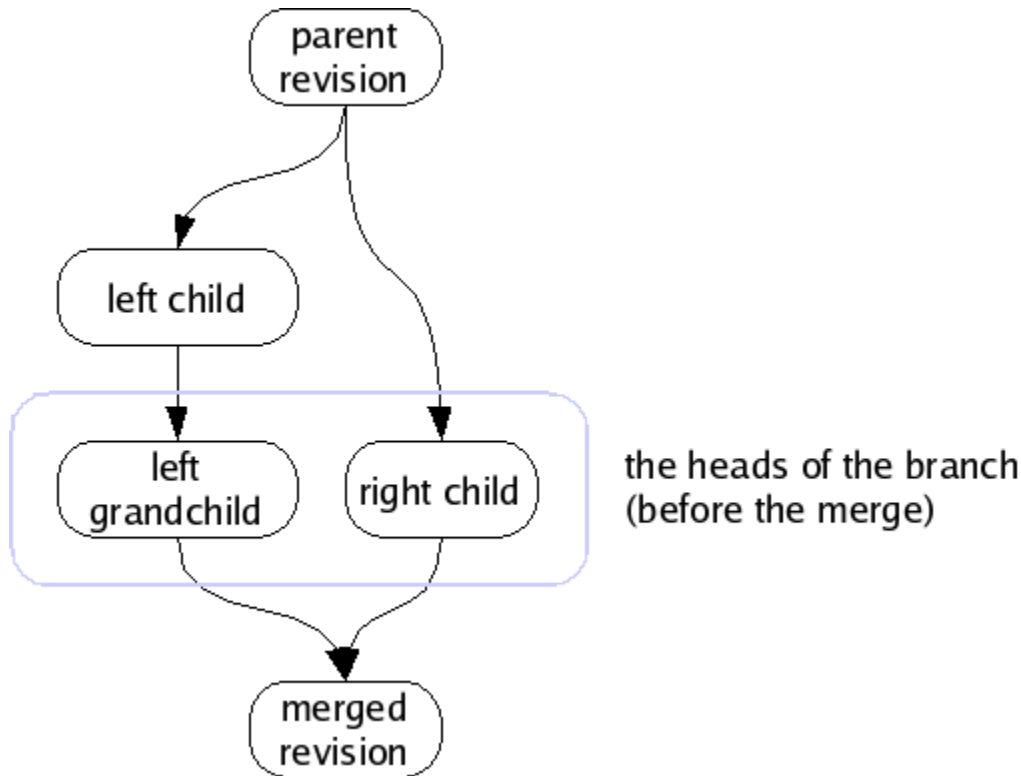 parent
revision
left child
left
grandchild
right child
the heads of the branch
(before the merge)
merged
revision